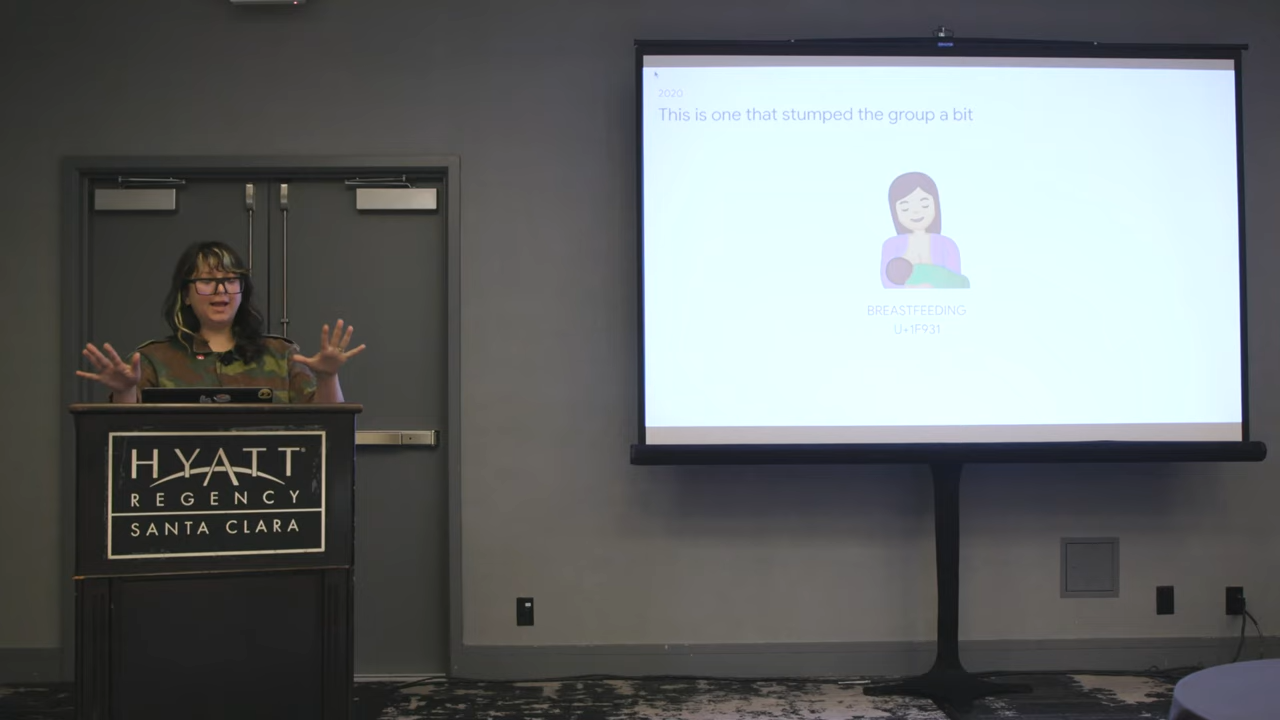 2020
This is one that stumped the group a bit
BREASTFEEDING
U+1F931
HYATT
REGENCY
SANTA CLARA